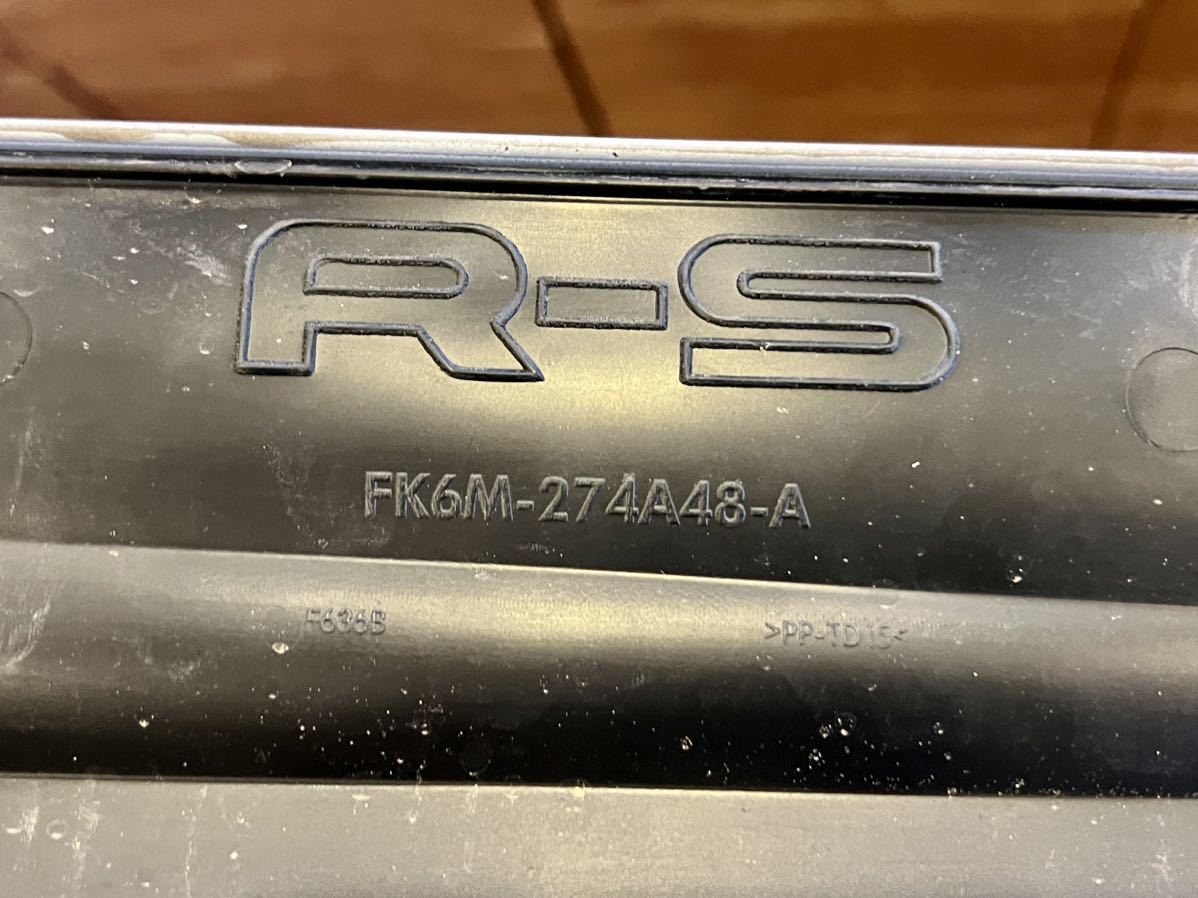 R-S
FK6M-274A48-A
F636B
>PP-TD15<